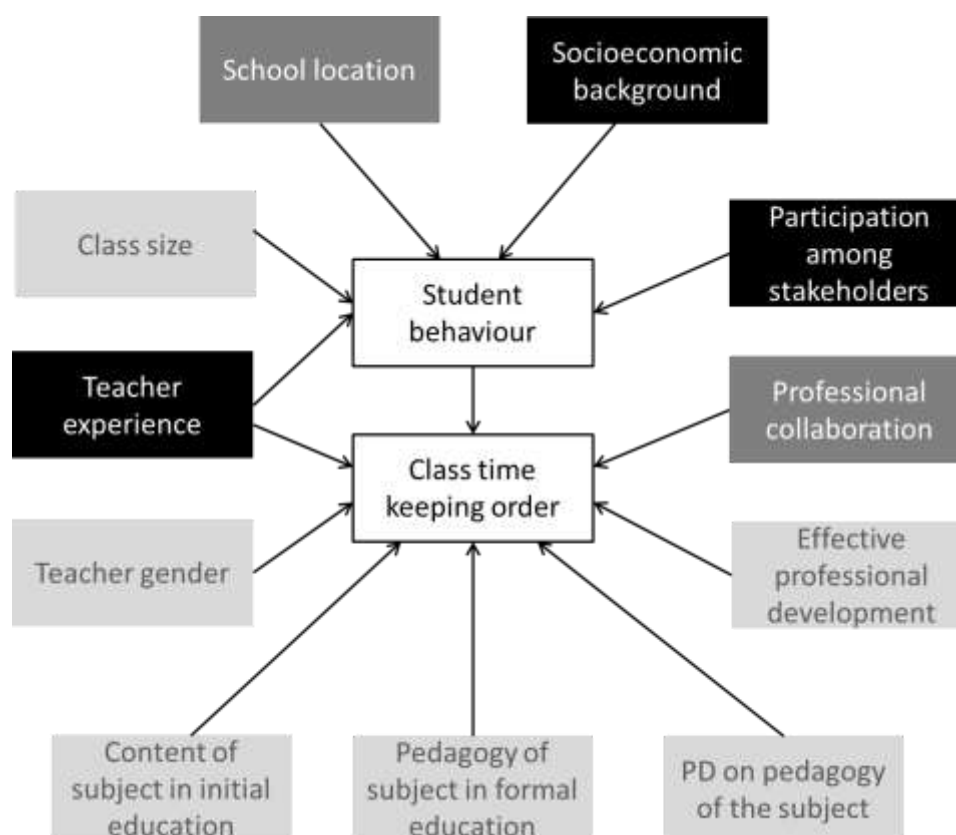 School location
Socioeconomic
background
Class size
Participation
among
stakeholders
Student
behaviour
Teacher
experience
Professional
collaboration
Class time
keeping order
Teacher gender
Effective
professional
development
Content of
subject in initial
education
Pedagogy of
subject in formal
education
PD on pedagogy
of the subject